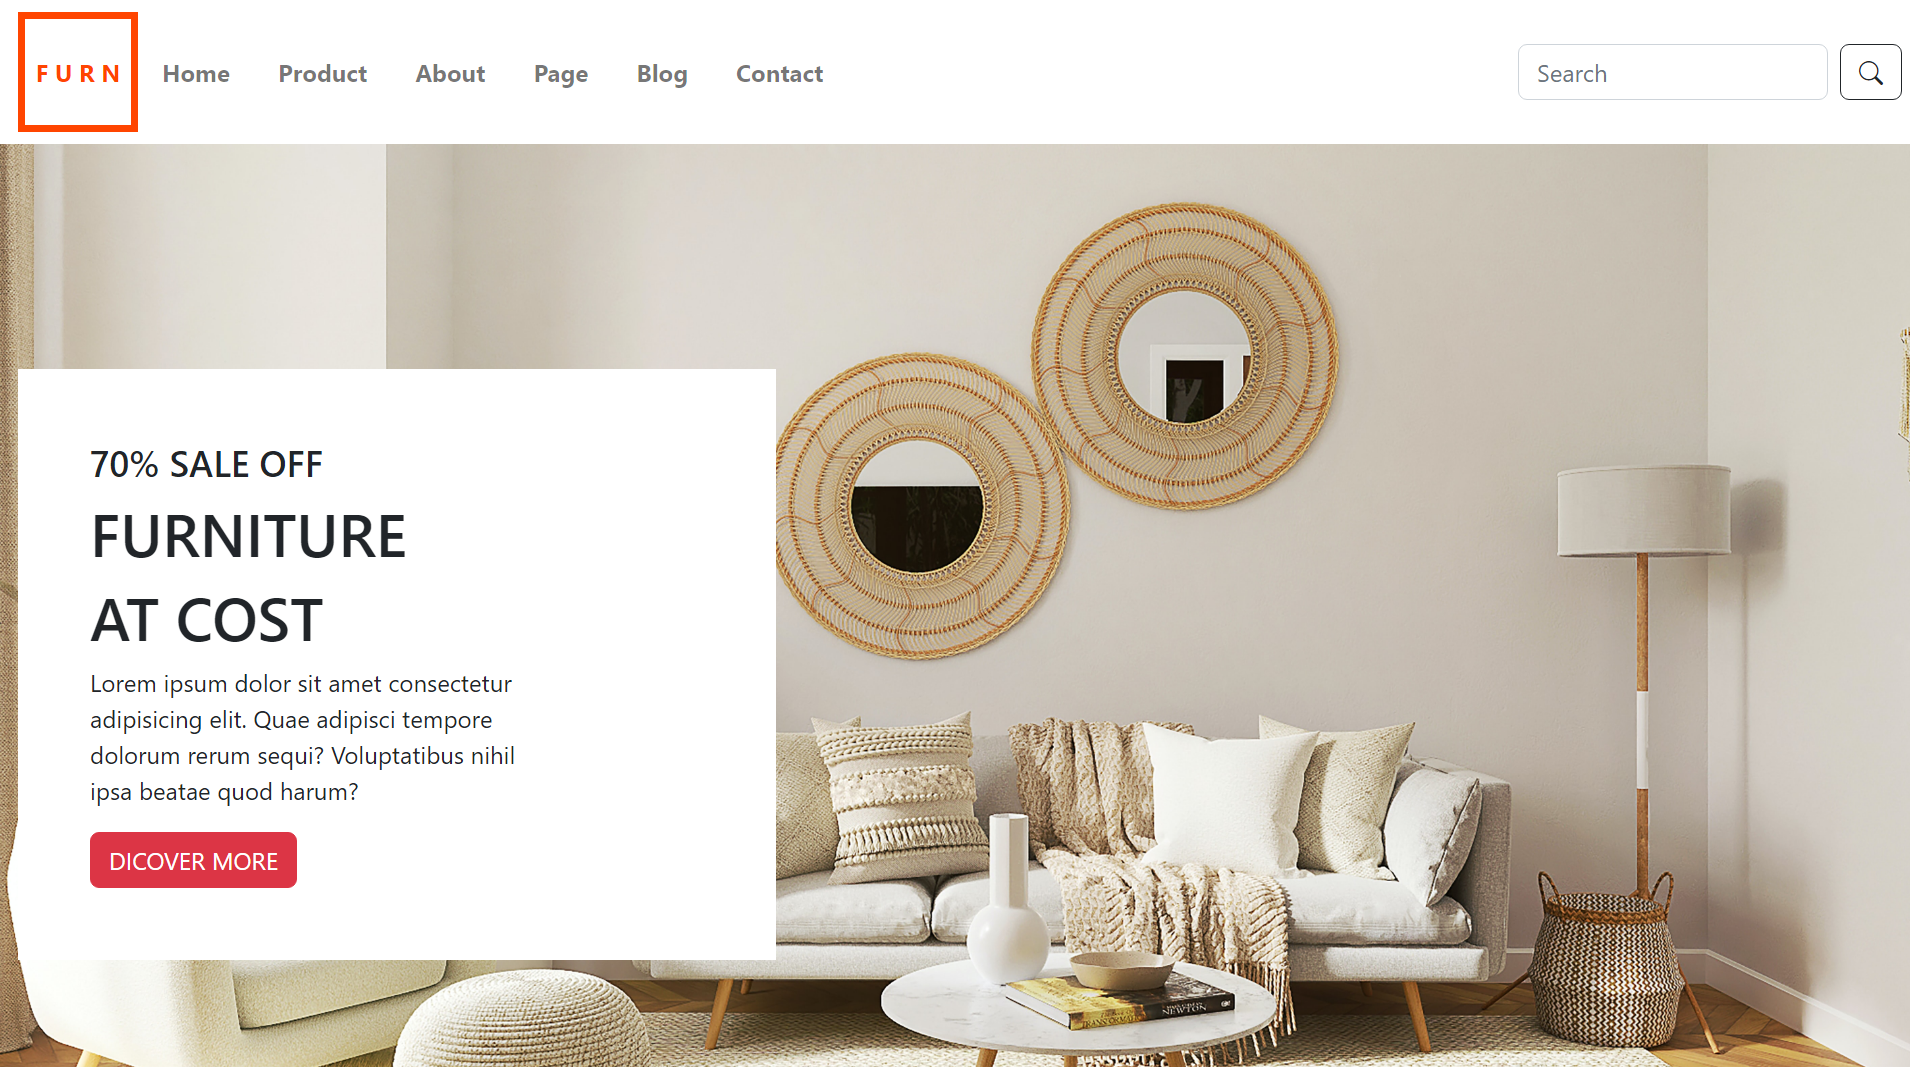 FURN
Home
Product
About
Page
Blog
Contact
Search
70% SALE OFF
FURNITURE
AT COST
Lorem ipsum dolor sit amet consectetur
adipisicing elit. Quae adipisci tempore
dolorum rerum sequi? Voluptatibus nihil
ipsa beatae quod harum?
DICOVER MORE
NEWTON